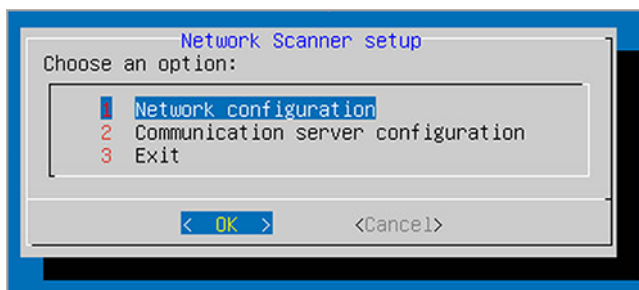 Network Scanner setup
Choose an option:
1 Network configuration
2 Communication server configuration
3 Exit
< OK > <Cancel>